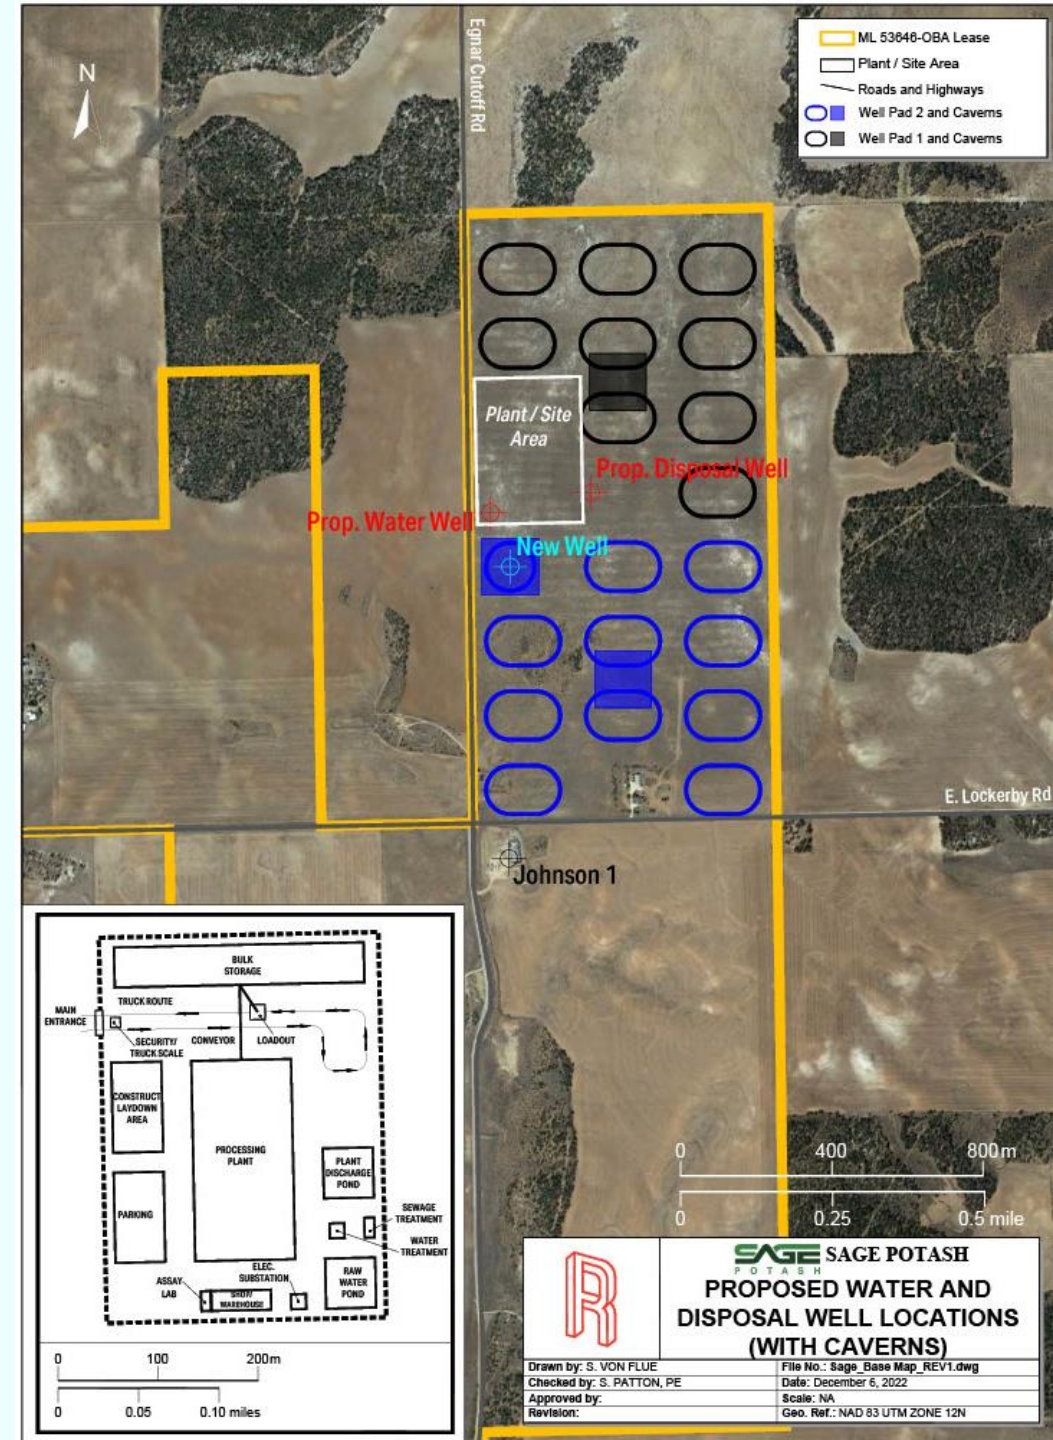 N
Egnar Cutoff Rd
ML 53646-OBA Lease
Plant / Site Area
Roads and Highways
Well Pad 2 and Caverns
Well Pad 1 and Caverns
Plant / Site
Area
Prop. Disposal Well
Prop. Water Well
New Well
E. Lockerby Rd
Johnson 1
BULK
STORAGE
TRUCK ROUTE
MAIN
ENTRANCE
SECURITY/
TRUCK SCALE
CONVEYOR
LOADOUT
CONSTRUCT
LAYDOWN
AREA
PROCESSING
PLANT
PLANT
DISCHARGE
POND
PARKING
SEWAGE
TREATMENT
WATER
TREATMENT
ELEC.
SUBSTATION
ASSAY
LAB
WAREHOUSE
RAW
WATER
POND
0 100 200m
0 0.05 0.10 miles
0 400 800m
0 0.25 0.5 mile
SAGE
POTASH
SAGE POTASH
PROPOSED WATER AND
DISPOSAL WELL LOCATIONS
(WITH CAVERNS)
Drawn by: S. VON FLUE
File No.: Sage_Base Map_REV1.dwg
Checked by: S. PATTON, PE
Date: December 6, 2022
Approved by:
Scale: NA
Revision:
Geo. Ref.: NAD 83 UTM ZONE 12N